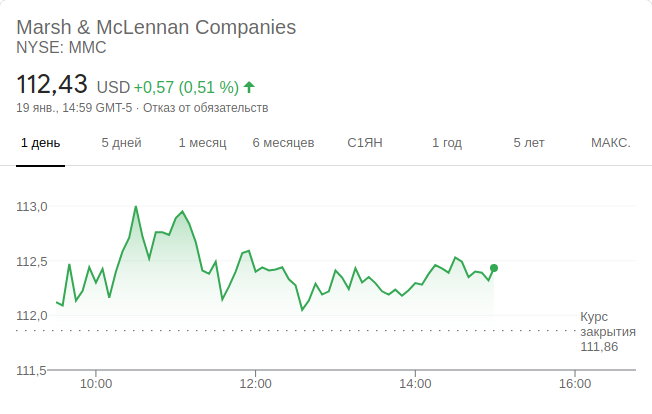 Marsh & McLennan Companies
NYSE: MMC
112,43 USD +0,57 (0,51 %)
19 янв., 14:59 GMT-5 · Отказ от обязательств
1 день 5 дней 1 месяц 6 месяцев С1ЯН 1 год 5 лет МАКС.
113,0
112,5
112,0
Курс
закрытия
111,86
111,5
10:00 12:00 14:00 16:00